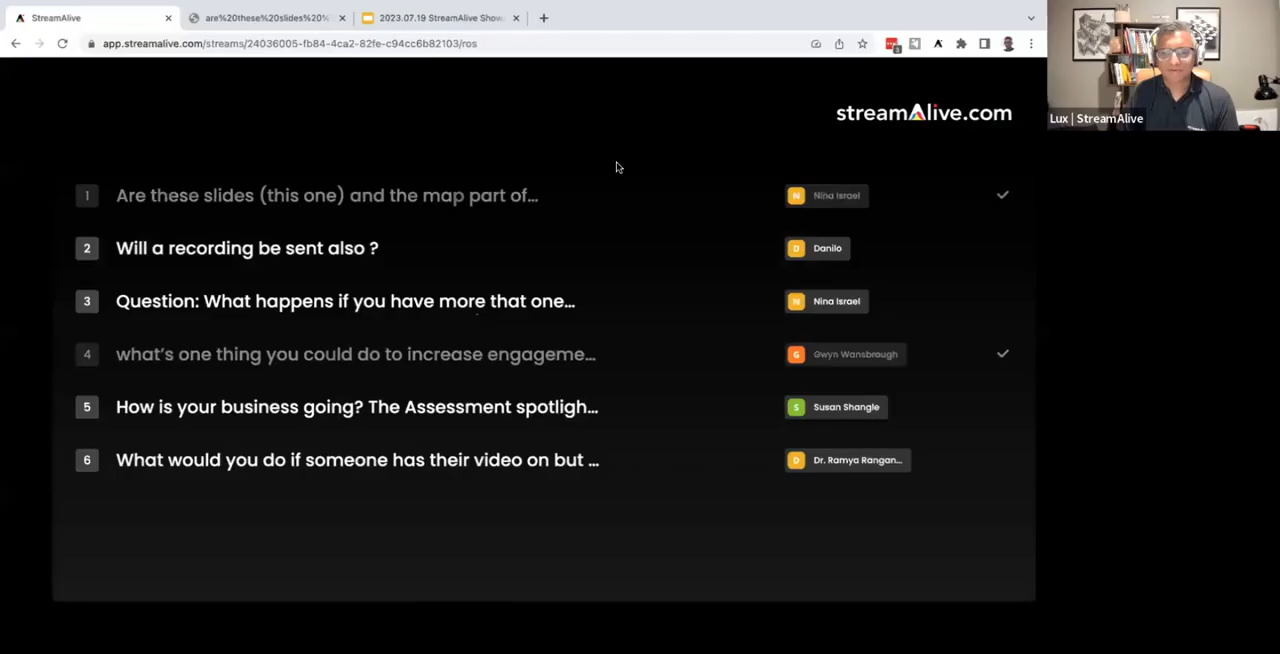 StreamAlive
are%20these%20slides%20%
2023.07.19 StreamAlive Show
app.streamalive.com/streams/24036005-fb84-4ca2-82fe-c94cc6b82103/ros
Lux | StreamAlive
streamAlive.com
1 Are these slides (this one) and the map part of... N Nina Israel
2 Will a recording be sent also ? D Danilo
3 Question: What happens if you have more that one... N Nina Israel
4 what's one thing you could do to increase engageme... G Gwyn Wansbrough
5 How is your business going? The Assessment spotligh... S Susan Shangle
6 What would you do if someone has their video on but ... D Dr. Ramya Rangan...